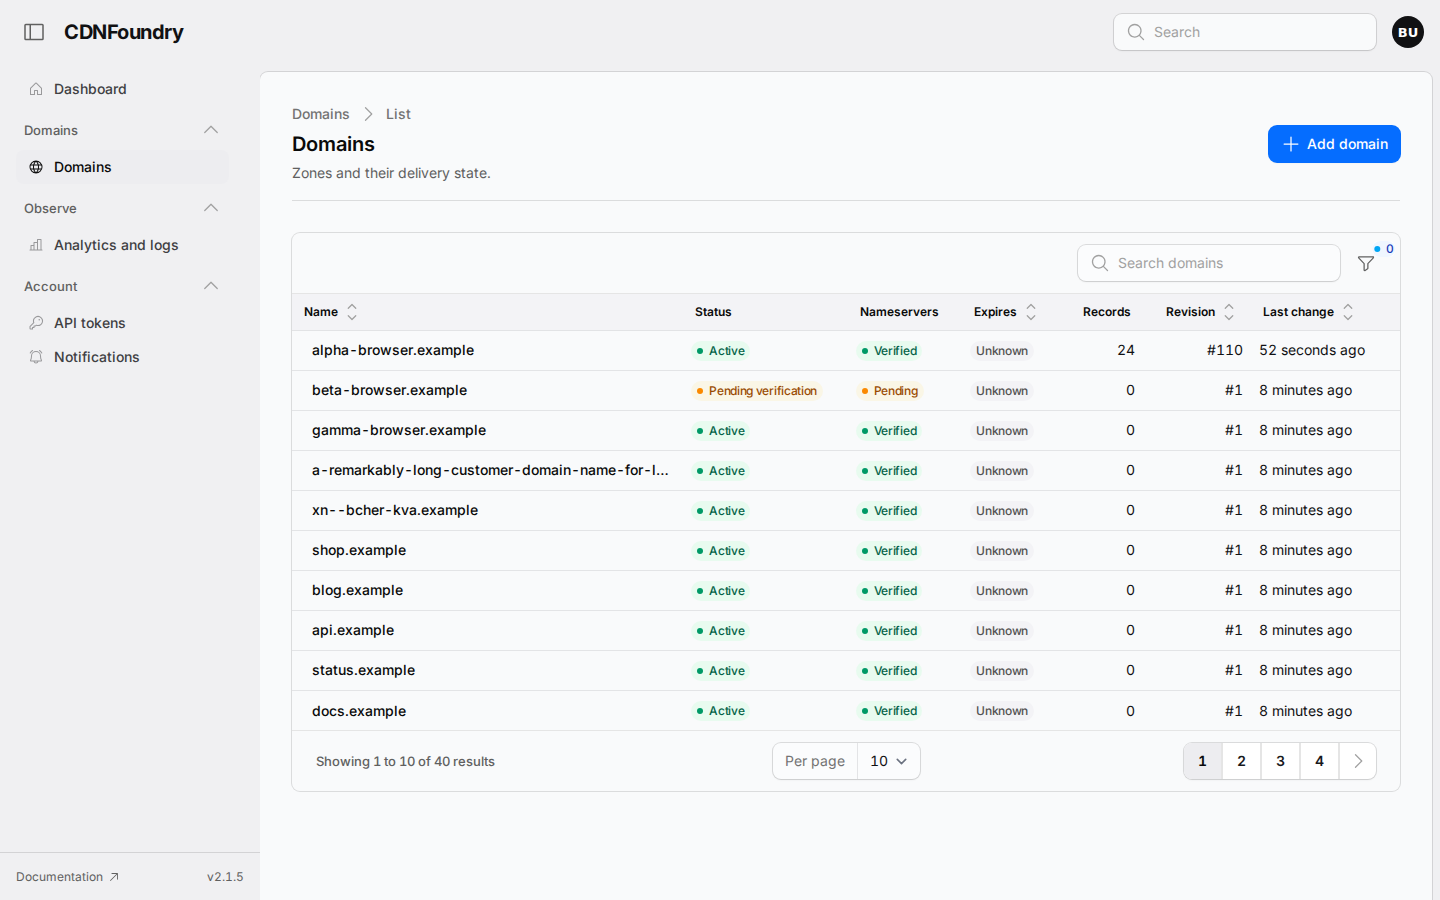 CDNFoundry
Search
BU
Dashboard
Domains
Domains
Observe
Analytics and logs
Account
API tokens
Notifications
Documentation
v2.1.5
Domains > List
Domains
Zones and their delivery state.
Add domain
Search domains
0
Name Status Nameservers Expires Records Revision Last change
alpha-browser.example Active Verified Unknown 24 #110 52 seconds ago
beta-browser.example Pending verification Pending Unknown 0 #1 8 minutes ago
gamma-browser.example Active Verified Unknown 0 #1 8 minutes ago
a-remarkably-long-customer-domain-name-for-l... Active Verified Unknown 0 #1 8 minutes ago
xn--bcher-kva.example Active Verified Unknown 0 #1 8 minutes ago
shop.example Active Verified Unknown 0 #1 8 minutes ago
blog.example Active Verified Unknown 0 #1 8 minutes ago
api.example Active Verified Unknown 0 #1 8 minutes ago
status.example Active Verified Unknown 0 #1 8 minutes ago
docs.example Active Verified Unknown 0 #1 8 minutes ago
Showing 1 to 10 of 40 results
Per page 10
1 2 3 4